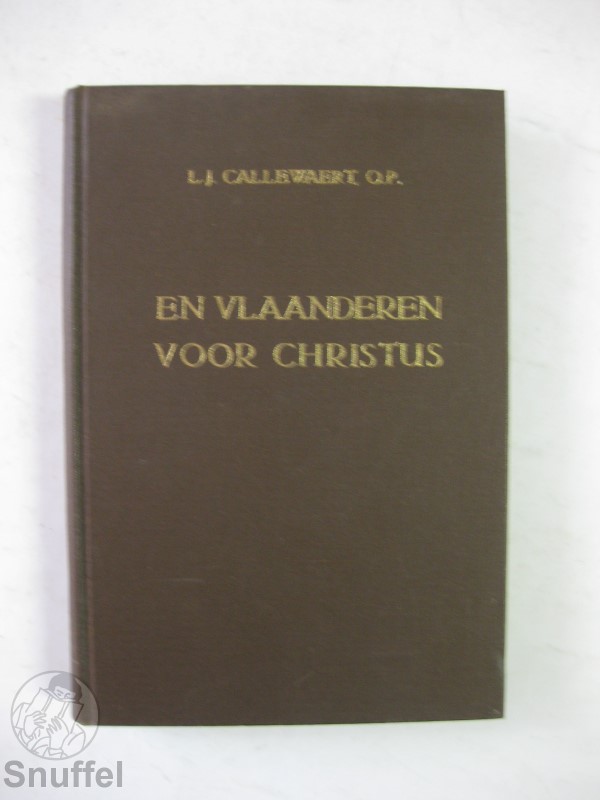 L.J. CALLEWAERT, O.P.
EN VLAANDEREN
VOOR CHRISTUS
Snuffel